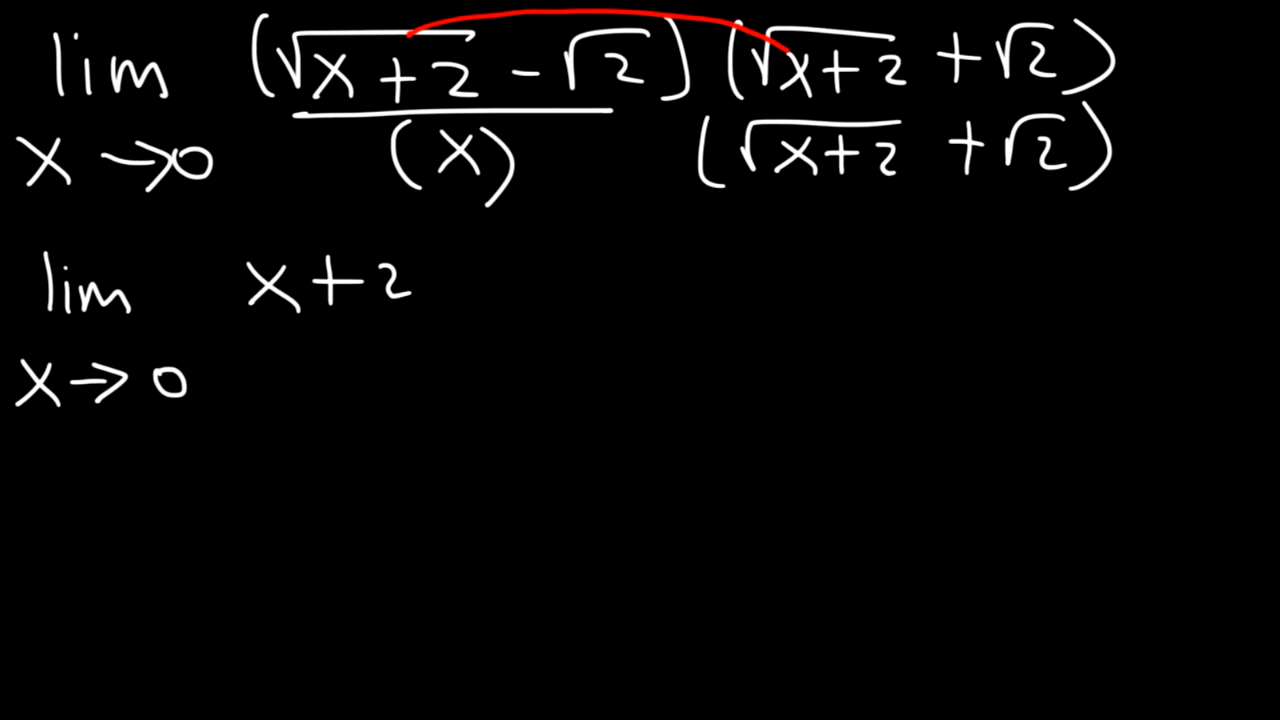 lim (√x+2 - √2) (√x+2 + √2)
x→0 (x) (√x+2 + √2)
lim x+2
x→0